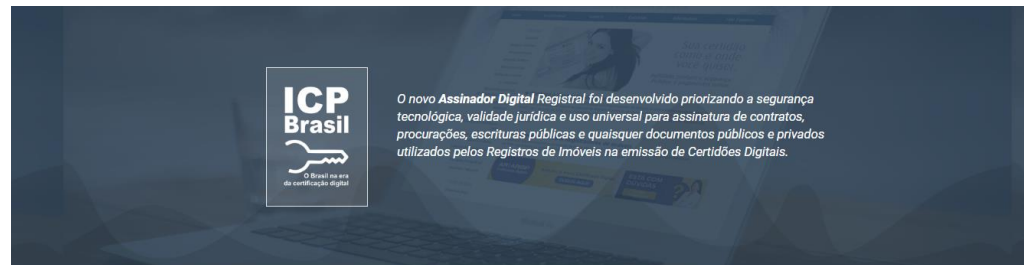 ICP
Brasil
O Brasil na era
da certificação digital
O novo Assinador Digital Registral foi desenvolvido priorizando a segurança
tecnológica, validade jurídica e uso universal para assinatura de contratos,
procurações, escrituras públicas e quaisquer documentos públicos e privados
utilizados pelos Registros de Imóveis na emissão de Certidões Digitais.